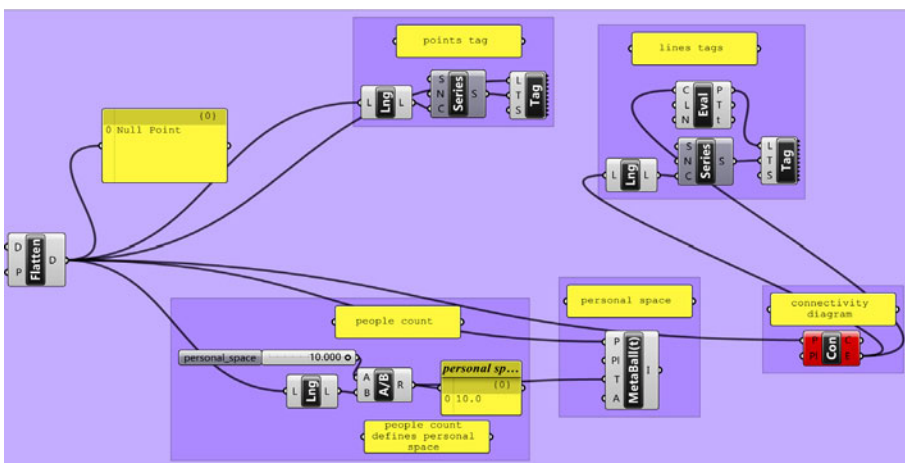 points tag
lines tags
S
N
C
Series
S
L
T
S
Tag
L
Lng
L
C
L
N
Eval
P
T
t
S
N
C
Series
S
L
T
S
Tag
L
Lng
L
(0)
0 Null Point
D
P
Flatten
D
personal space
connectivity
diagram
people count
P
Pl
T
A
MetaBall(t)
I
P
Pl
Con
C
t
personal_space
10.000
L
Lng
L
A
B
A/B
R
personal sp...
(0)
0 10.0
people count
defines personal
space